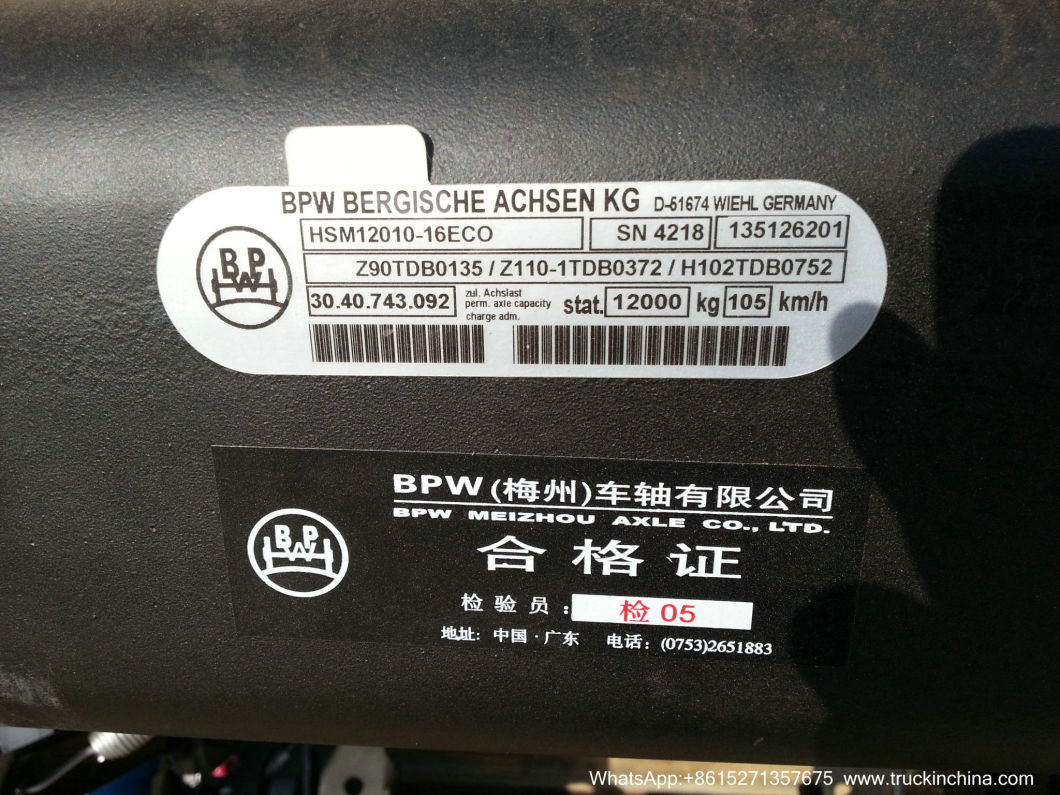 BPW BERGISCHE ACHSEN KG D-51674 WIEHL GERMANY
BPW
HSM12010-16ECO SN 4218 135126201
Z90TDB0135 / Z110-1TDB0372 / H102TDB0752
30.40.743.092 zul. Achslast
perm. axle capacity
charge adm.
stat. 12000 kg 105 km/h
BPW(梅州)车轴有限公司
BPW MEIZHOU AXLE CO., LTD.
BPW
合格证
检验员: 检 05
地址: 中国·广东 电话: (0753)2651883
WhatsApp:+8615271357675 www.truckinchina.com